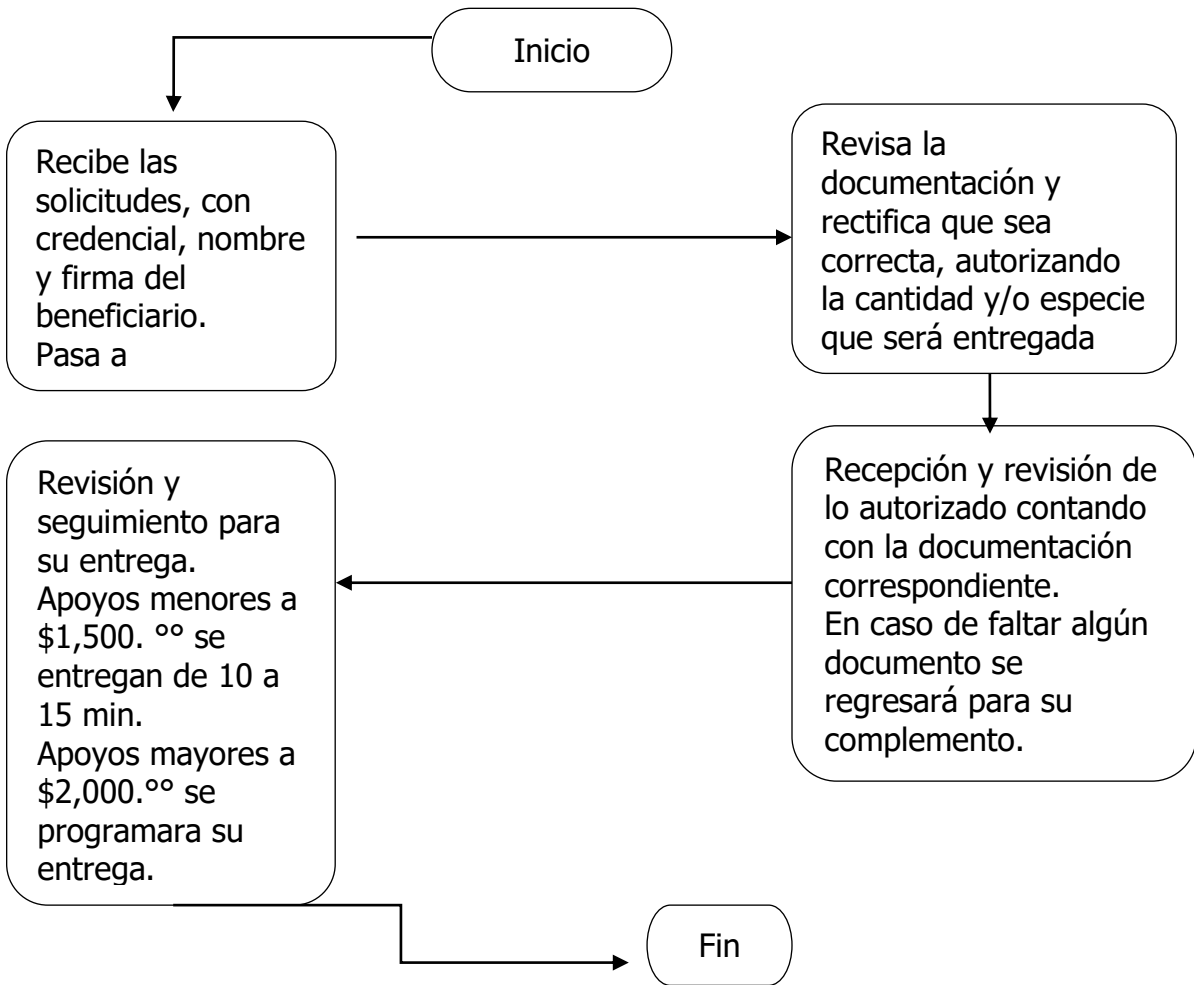 Inicio
Recibe las
solicitudes, con
credencial, nombre
y firma del
beneficiario.
Pasa a
Revisa la
documentación y
rectifica que sea
correcta, autorizando
la cantidad y/o especie
que será entregada
Recepción y revisión de
lo autorizado contando
con la documentación
correspondiente.
En caso de faltar algún
documento se
regresará para su
complemento.
Revisión y
seguimiento para
su entrega.
Apoyos menores a
$1,500. °° se
entregan de 10 a
15 min.
Apoyos mayores a
$2,000.°° se
programara su
entrega.
Fin